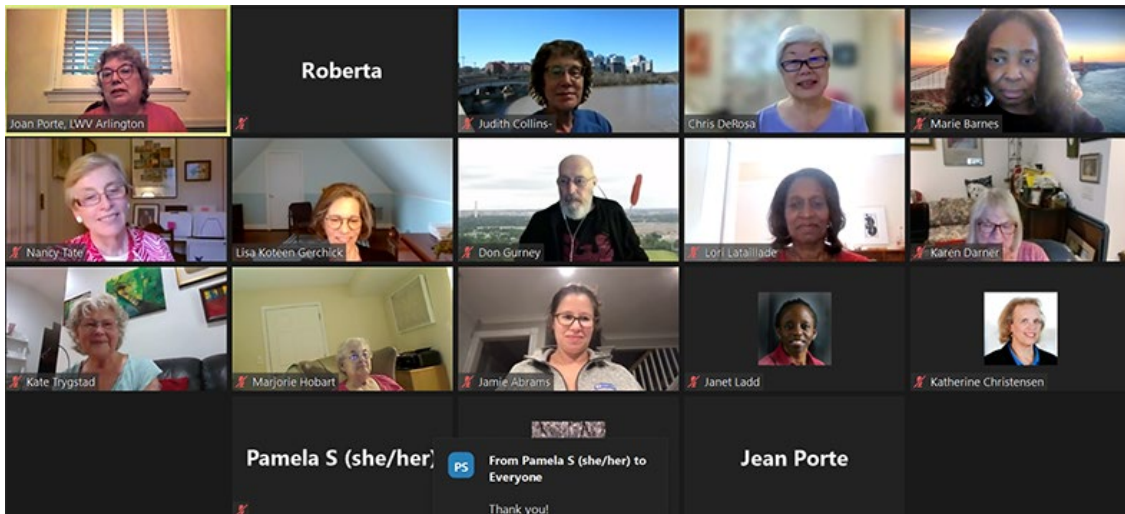 Joan Porte, LWV Arlington
Roberta
Judith Collins-
Chris DeRosa
Marie Barnes
Nancy Tate
Lisa Koteen Gerchick
Don Gurney
Lori Lataillade
Karen Darner
Kate Trygstad
Marjorie Hobart
Jamie Abrams
Janet Ladd
Katherine Christensen
Pamela S (she/her)
PS
From Pamela S (she/her) to
Everyone
Thank you!
Jean Porte